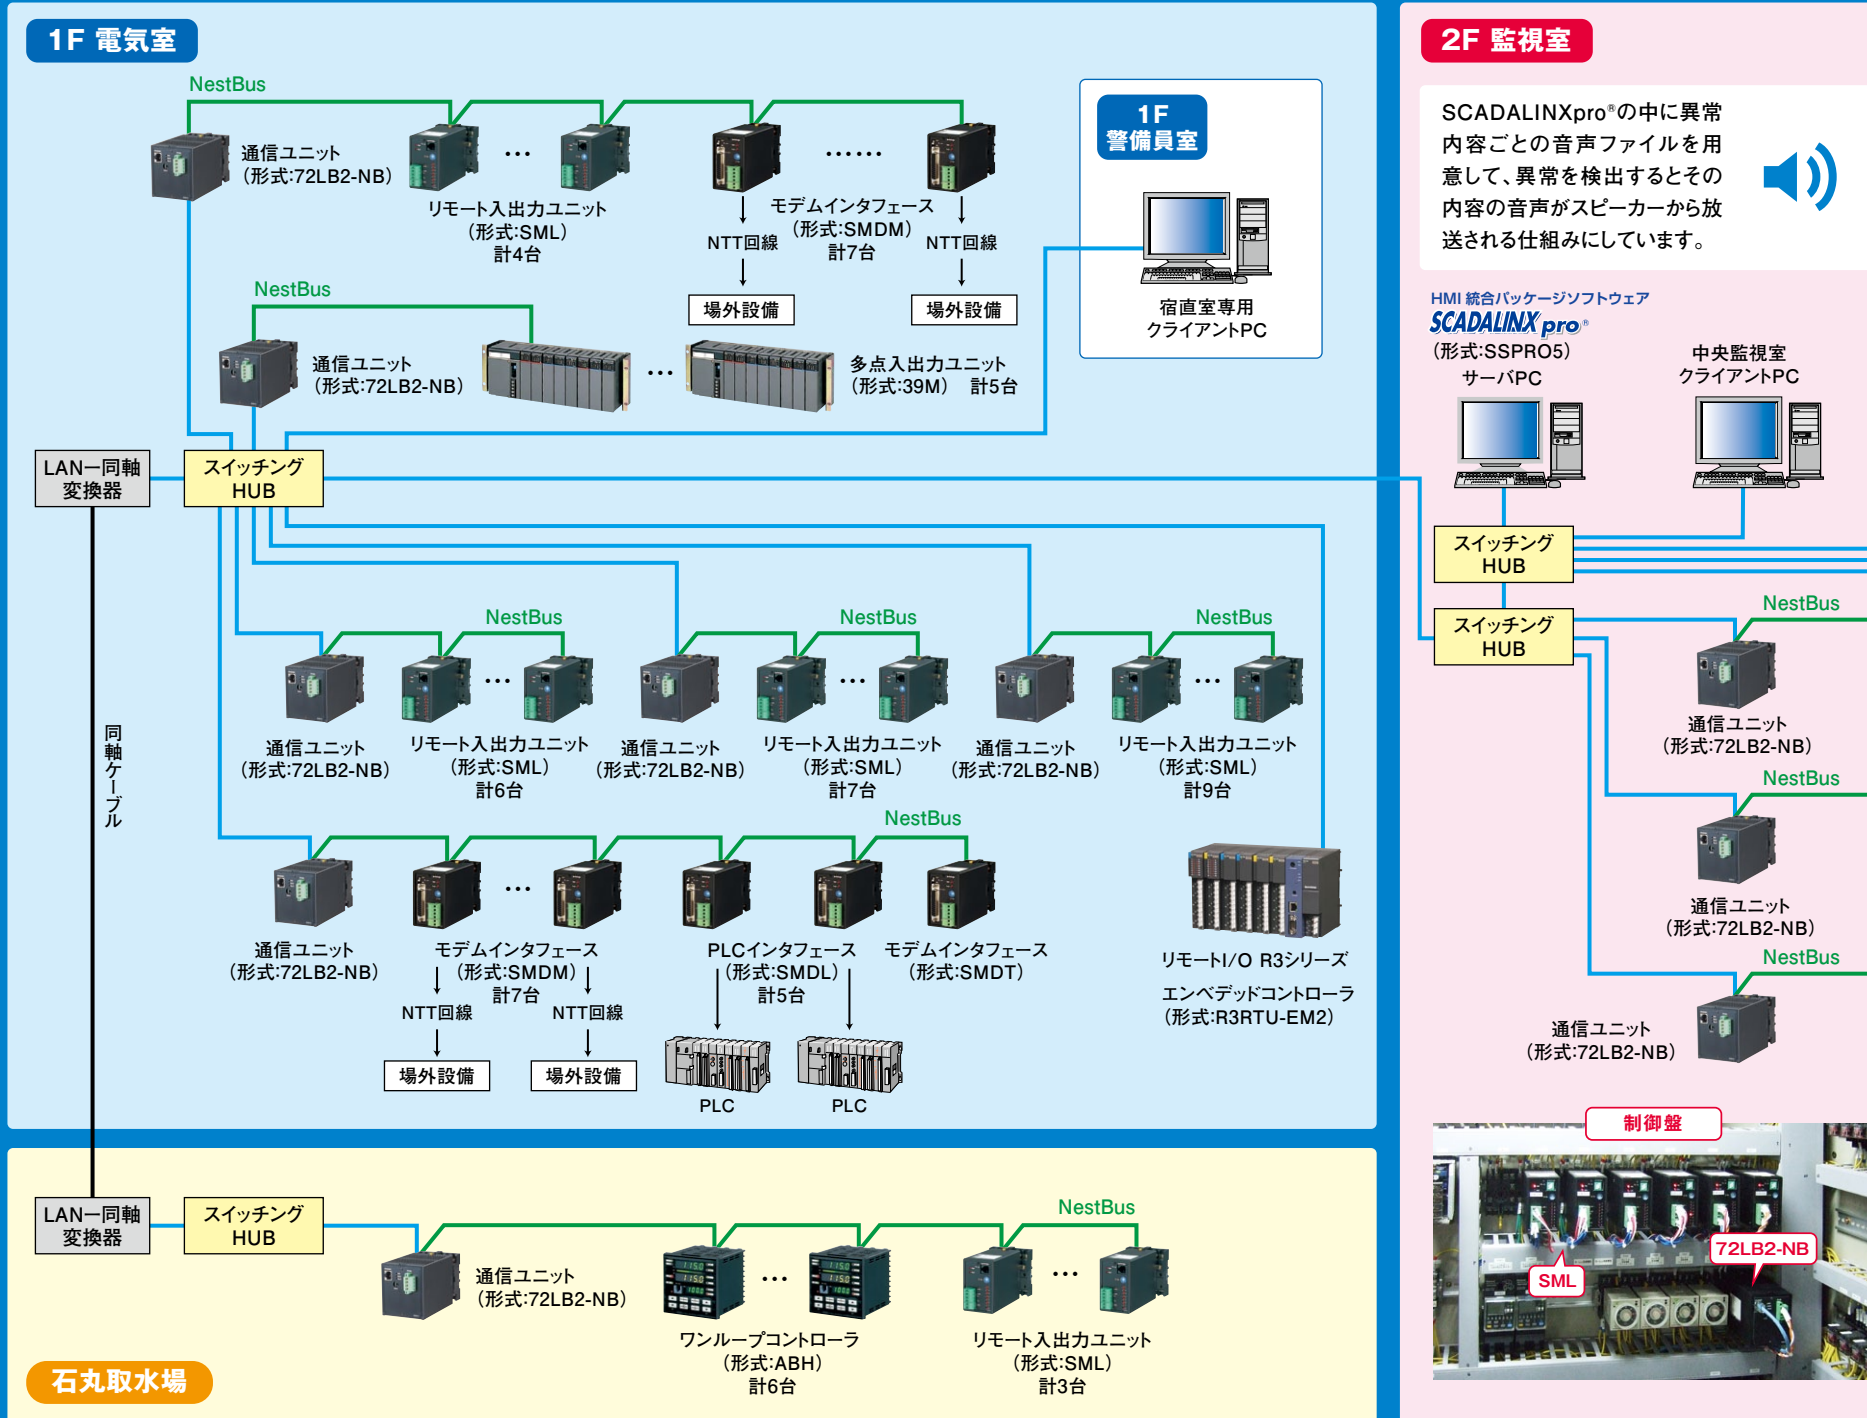 1F 電気室
NestBus
通信ユニット
(形式:72LB2-NB)
リモート入出力ユニット
(形式:SML)
計4台
モデムインタフェース
(形式:SMDM)
計7台
NTT回線
NTT回線
場外設備
場外設備
1F
警備員室
宿直室専用
クライアントPC
NestBus
通信ユニット
(形式:72LB2-NB)
多点入出力ユニット
(形式:39M) 計5台
LANー同軸
変換器
スイッチング
HUB
同軸ケーブル
NestBus
NestBus
NestBus
通信ユニット
(形式:72LB2-NB)
リモート入出力ユニット
(形式:SML)
計6台
通信ユニット
(形式:72LB2-NB)
リモート入出力ユニット
(形式:SML)
計7台
通信ユニット
(形式:72LB2-NB)
リモート入出力ユニット
(形式:SML)
計9台
NestBus
通信ユニット
(形式:72LB2-NB)
モデムインタフェース
(形式:SMDM)
計7台
NTT回線
NTT回線
場外設備
場外設備
PLCインタフェース
(形式:SMDL)
計5台
PLC
PLC
モデムインタフェース
(形式:SMDT)
リモートI/O R3シリーズ
エンベデッドコントローラ
(形式:R3RTU-EM2)
LANー同軸
変換器
スイッチング
HUB
通信ユニット
(形式:72LB2-NB)
ワンループコントローラ
(形式:ABH)
計6台
NestBus
リモート入出力ユニット
(形式:SML)
計3台
石丸取水場
2F 監視室
SCADALINXpro®の中に異常
内容ごとの音声ファイルを用
意して、異常を検出するとその
内容の音声がスピーカーから放
送される仕組みにしています。
HMI 統合パッケージソフトウェア
SCADALINX pro®
(形式:SSPRO5)
サーバPC
中央監視室
クライアントPC
スイッチング
HUB
スイッチング
HUB
NestBus
通信ユニット
(形式:72LB2-NB)
NestBus
通信ユニット
(形式:72LB2-NB)
NestBus
通信ユニット
(形式:72LB2-NB)
制御盤
72LB2-NB
SML